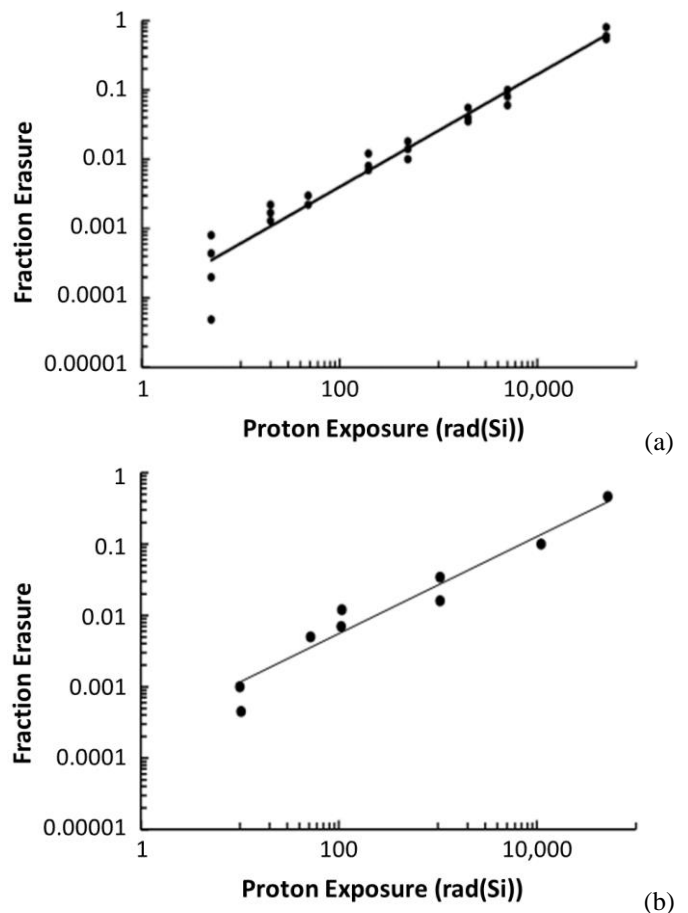 1
0.1
0.01
0.001
0.0001
0.00001
Fraction Erasure
1 100 10,000
Proton Exposure (rad(Si))
(a)
1
0.1
0.01
0.001
0.0001
0.00001
Fraction Erasure
1 100 10,000
Proton Exposure (rad(Si))
(b)